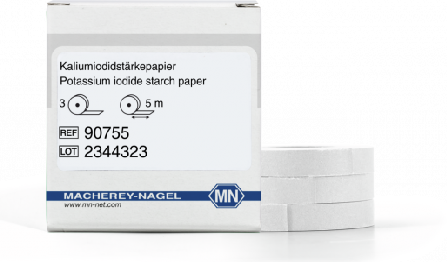 Kaliumiodidstärkepapier
Potassium iodide starch paper
3 5 m
REF 90755
LOT 2344323
MACHEREY-NAGEL MN
www.mn-net.com